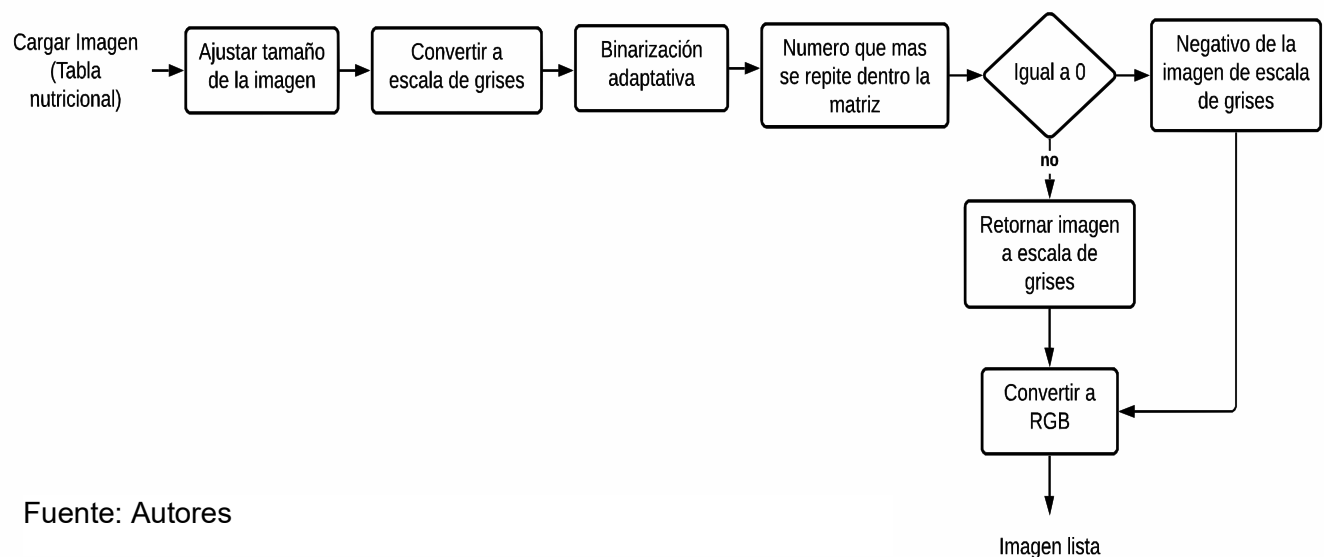 Cargar Imagen
(Tabla
nutricional)
Ajustar tamaño
de la imagen
Convertir a
escala de grises
Binarización
adaptativa
Numero que mas
se repite dentro la
matriz
Igual a 0
Negativo de la
imagen de escala
de grises
no
Retornar imagen
a escala de
grises
Convertir a
RGB
Imagen lista
Fuente: Autores